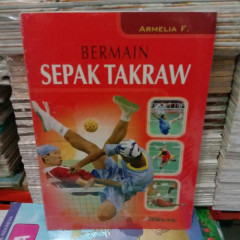 ARMELIA F.
BERMAIN
SEPAK TAKRAW